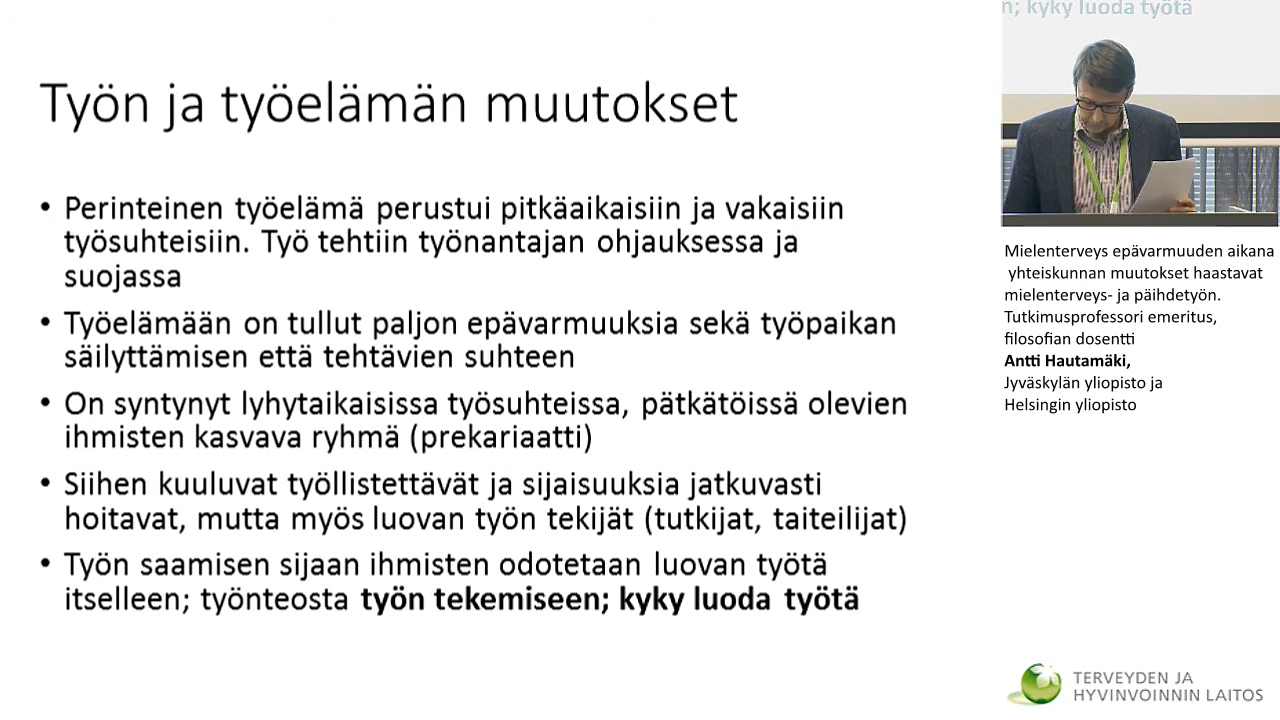 Työn ja työelämän muutokset
• Perinteinen työelämä perustui pitkäaikaisiin ja vakaisiin
työsuhteisiin. Työ tehtiin työnantajan ohjauksessa ja
suojassa
• Työelämään on tullut paljon epävarmuuksia sekä työpaikan
säilyttämisen että tehtävien suhteen
• On syntynyt lyhytaikaisissa työsuhteissa, pätkätöissä olevien
ihmisten kasvava ryhmä (prekariaatti)
• Siihen kuuluvat työllistettävät ja sijaisuuksia jatkuvasti
hoitavat, mutta myös luovan työn tekijät (tutkijat, taiteilijat)
• Työn saamisen sijaan ihmisten odotetaan luovan työtä
itselleen; työnteosta työn tekemiseen; kyky luoda työtä
n; kyky luoda työtä
Mielenterveys epävarmuuden aikana
yhteiskunnan muutokset haastavat
mielenterveys- ja päihdetyön.
Tutkimusprofessori emeritus,
filosofian dosentti
Antti Hautamäki,
Jyväskylän yliopisto ja
Helsingin yliopisto
TERVEYDEN JA
HYVINVOINNIN LAITOS